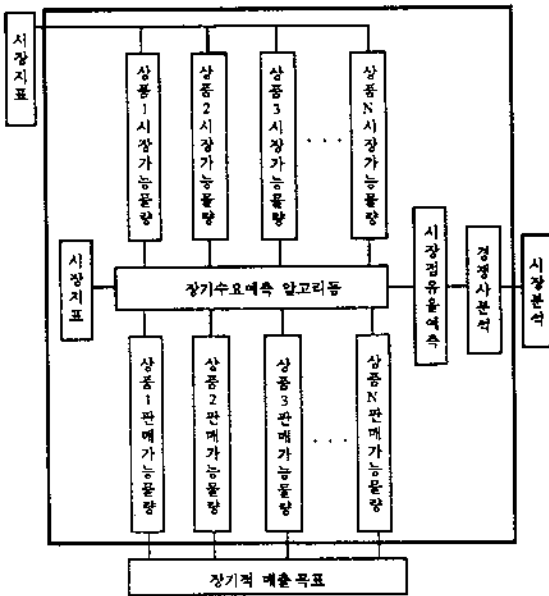 시장지표
상품1시장가능물량
상품2시장가능물량
상품3시장가능물량
· · ·
상품N시장가능물량
시장지표
장기수요예측 알고리듬
시장점유율예측
경쟁사분석
시장분석
상품1판매가능물량
상품2판매가능물량
상품3판매가능물량
· · ·
상품N판매가능물량
장기적 매출목표